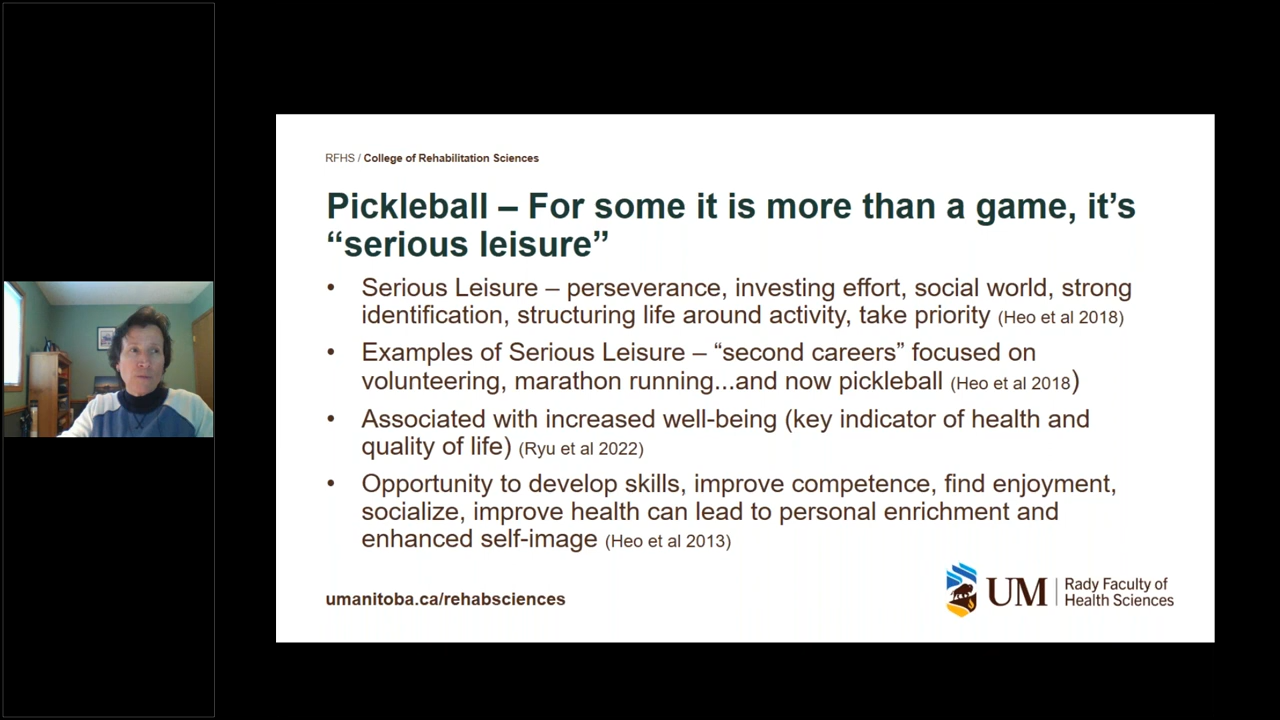 RFHS / College of Rehabilitation Sciences
Pickleball – For some it is more than a game, it’s
“serious leisure”
• Serious Leisure – perseverance, investing effort, social world, strong
identification, structuring life around activity, take priority (Heo et al 2018)
• Examples of Serious Leisure – “second careers” focused on
volunteering, marathon running...and now pickleball (Heo et al 2018)
• Associated with increased well-being (key indicator of health and
quality of life) (Ryu et al 2022)
• Opportunity to develop skills, improve competence, find enjoyment,
socialize, improve health can lead to personal enrichment and
enhanced self-image (Heo et al 2013)
umanitoba.ca/rehabsciences
UM
Rady Faculty of
Health Sciences